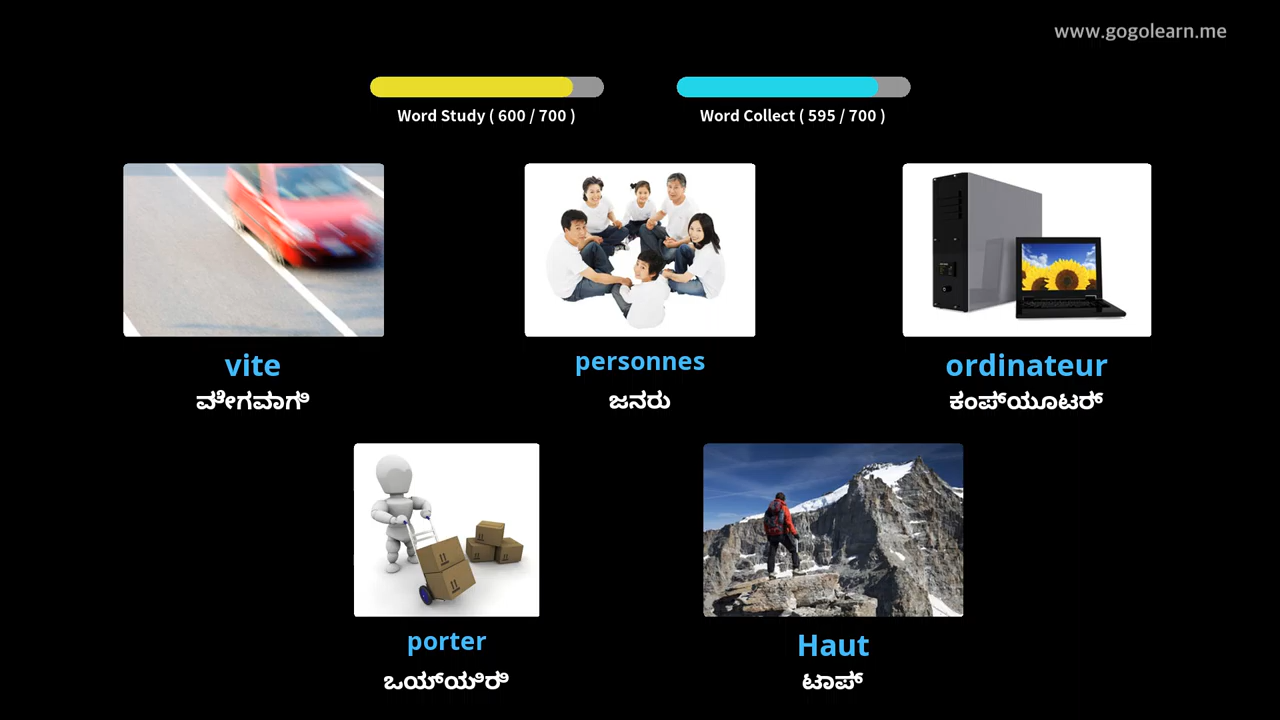 www.gogolearn.me
Word Study ( 600 / 700 )
Word Collect ( 595 / 700 )
vite
personnes
ordinateur
ವೇಗವಾಗಿ
ಜನರು
ಕಂಪ್ಯೂಟರ್
porter
Haut
ಒಯ್ಯಿರಿ
ಟಾಪ್